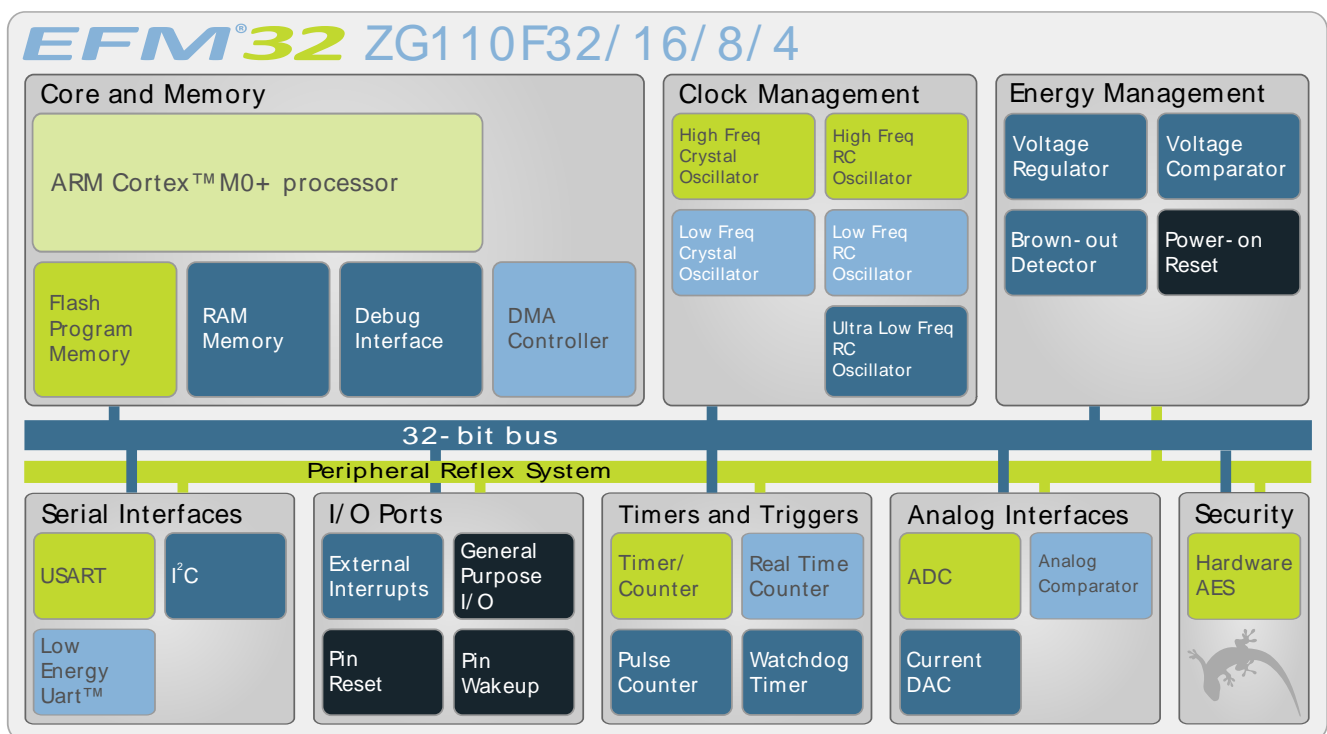 EFM®32 ZG110F32/16/8/4
Core and Memory
ARM Cortex™ M0+ processor
Flash
Program
Memory
RAM
Memory
Debug
Interface
DMA
Controller
Clock Management
High Freq
Crystal
Oscillator
High Freq
RC
Oscillator
Low Freq
Crystal
Oscillator
Low Freq
RC
Oscillator
Ultra Low Freq
RC
Oscillator
Energy Management
Voltage
Regulator
Voltage
Comparator
Brown-out
Detector
Power-on
Reset
32-bit bus
Peripheral Reflex System
Serial Interfaces
USART
I²C
Low
Energy
Uart™
I/O Ports
External
Interrupts
General
Purpose
I/O
Pin
Reset
Pin
Wakeup
Timers and Triggers
Timer/
Counter
Real Time
Counter
Pulse
Counter
Watchdog
Timer
Analog Interfaces
ADC
Analog
Comparator
Current
DAC
Security
Hardware
AES